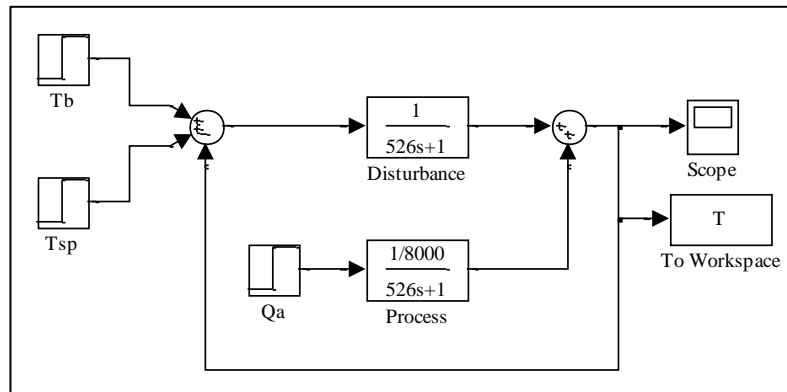 Tb
1
526s+1
Disturbance
Scope
Tsp
T
To Workspace
Qa
1/8000
526s+1
Process